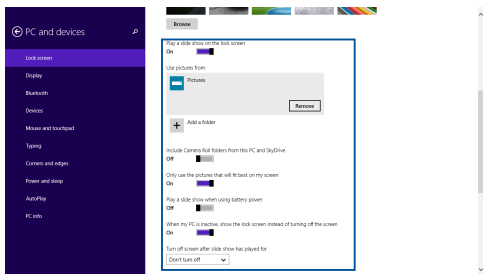 PC and devices
Lock screen
Display
Bluetooth
Devices
Mouse and touchpad
Typing
Corners and edges
Power and sleep
AutoPlay
PC info
Browse
Play a slide show on the lock screen
On
Use pictures from
Pictures
Remove
Add a folder
Include Camera Roll folders from this PC and SkyDrive
Off
Only use the pictures that will fit best on my screen
On
Play a slide show when using battery power
Off
When my PC is inactive, show the lock screen instead of turning off the screen
On
Turn off screen after slide show has played for
Don't turn off